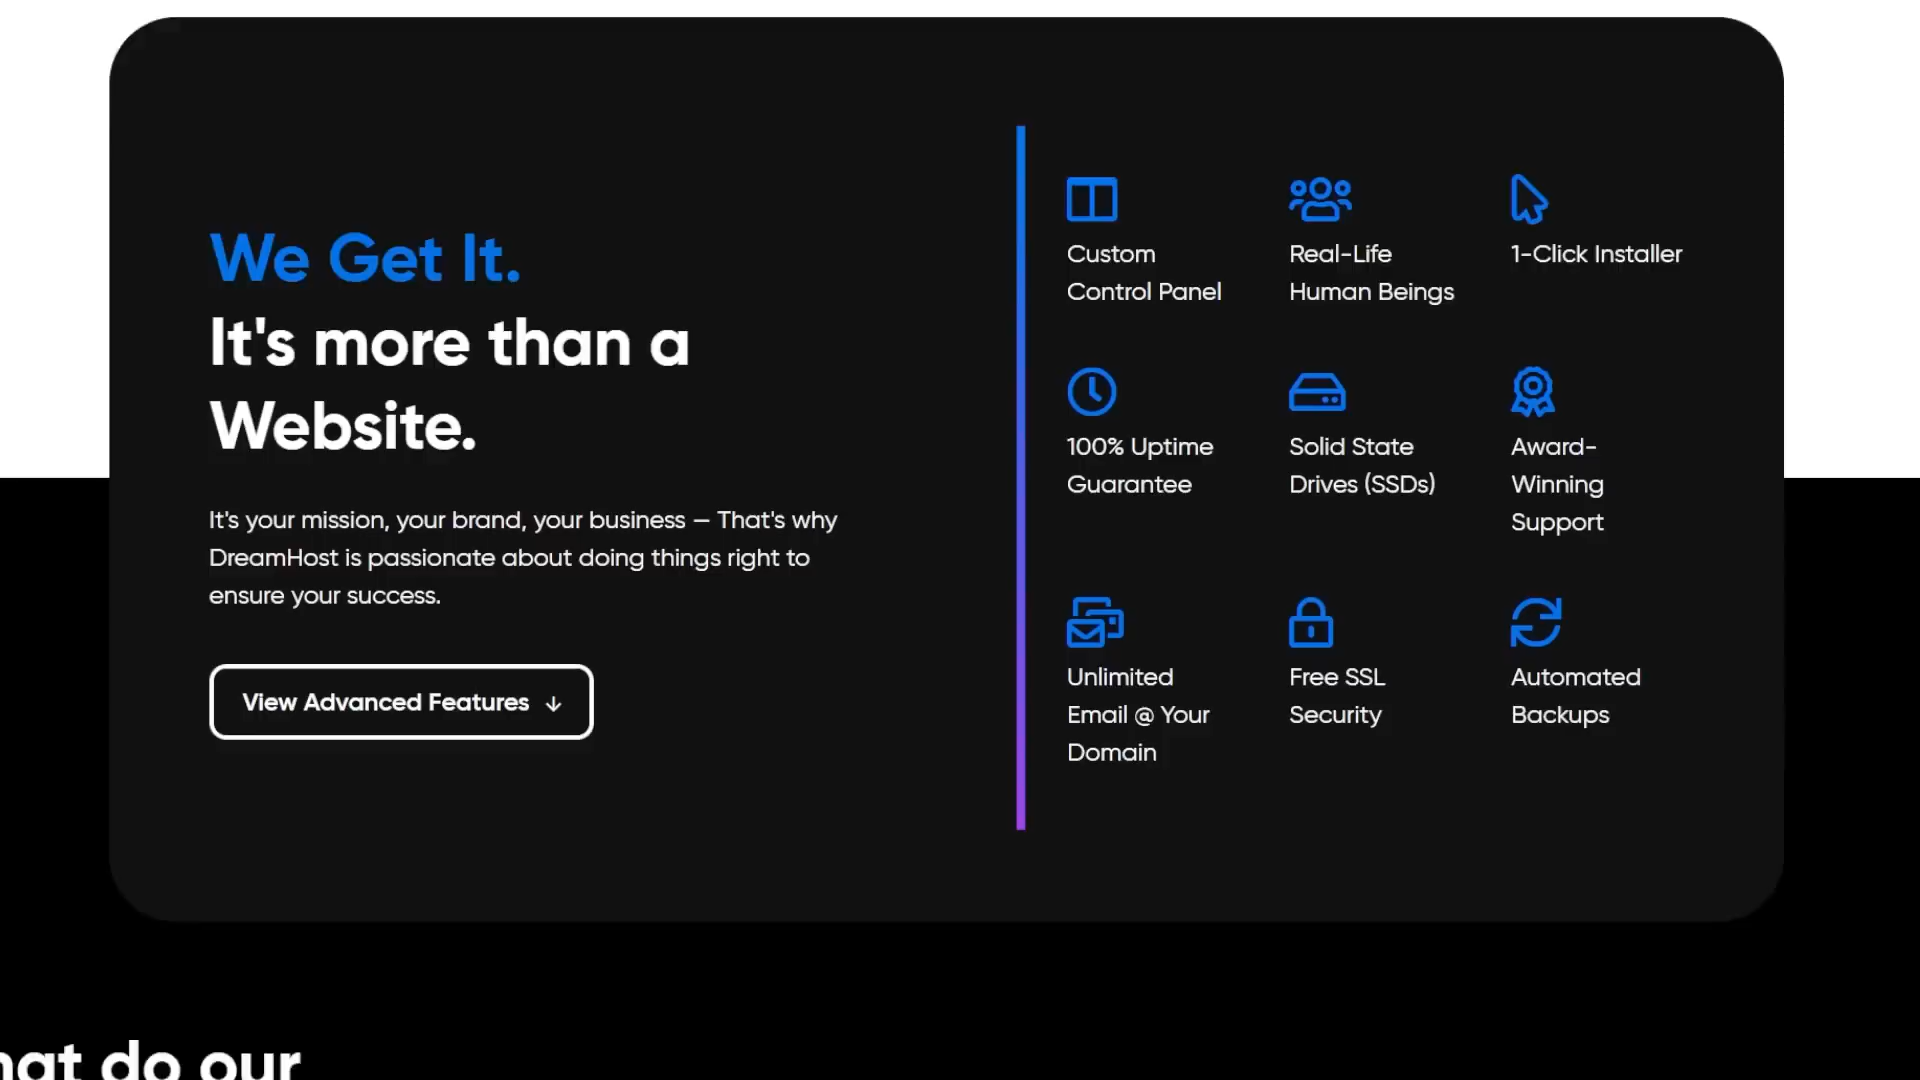 We Get It.
It's more than a
Website.
It's your mission, your brand, your business – That's why
DreamHost is passionate about doing things right to
ensure your success.
View Advanced Features ↓
Custom
Control Panel
Real-Life
Human Beings
1-Click Installer
100% Uptime
Guarantee
Solid State
Drives (SSDs)
Award-
Winning
Support
Unlimited
Email @ Your
Domain
Free SSL
Security
Automated
Backups
do our